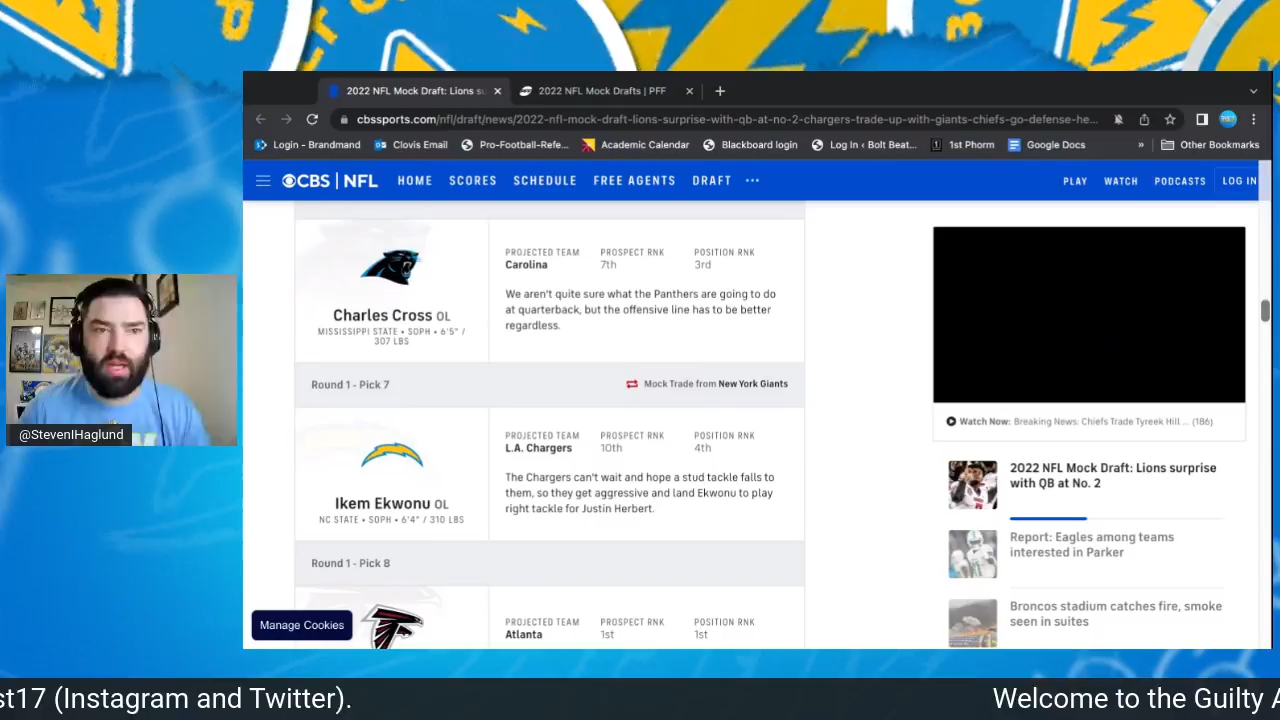 2022 NFL Mock Draft: Lions su
2022 NFL Mock Drafts | PFF
cbssports.com/nfl/draft/news/2022-nfl-mock-draft-lions-surprise-with-qb-at-no-2-chargers-trade-up-with-giants-chiefs-go-defense-he...
Login - Brandmand
Clovis Email
Pro-Football-Refe...
Academic Calendar
Blackboard login
Log In ‹ Bolt Beat...
1st Phorm
Google Docs
»
Other Bookmarks
CBS | NFL
HOME
SCORES
SCHEDULE
FREE AGENTS
DRAFT
PLAY
WATCH
PODCASTS
LOG IN
Charles Cross OL
MISSISSIPPI STATE • SOPH • 6'5" /
307 LBS
PROJECTED TEAM PROSPECT RNK POSITION RNK
Carolina 7th 3rd
We aren't quite sure what the Panthers are going to do
at quarterback, but the offensive line has to be better
regardless.
Round 1 - Pick 7
Mock Trade from New York Giants
Ikem Ekwonu OL
NC STATE • SOPH • 6'4" / 310 LBS
PROJECTED TEAM PROSPECT RNK POSITION RNK
L.A. Chargers 10th 4th
The Chargers can't wait and hope a stud tackle falls to
them, so they get aggressive and land Ekwonu to play
right tackle for Justin Herbert.
Round 1 - Pick 8
PROJECTED TEAM PROSPECT RNK POSITION RNK
Atlanta 1st 1st
Manage Cookies
Watch Now: Breaking News: Chiefs Trade Tyreek Hill ... (186)
2022 NFL Mock Draft: Lions surprise
with QB at No. 2
Report: Eagles among teams
interested in Parker
Broncos stadium catches fire, smoke
seen in suites
@StevenIHaglund
st17 (Instagram and Twitter).
Welcome to the Guilty A